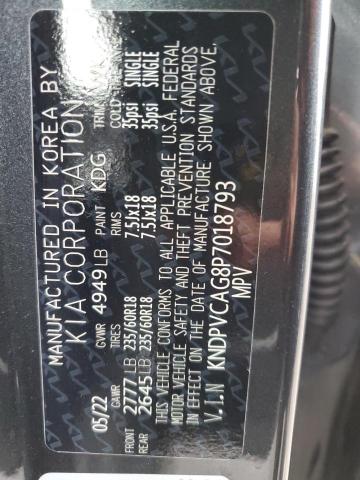 MANUFACTURED IN KOREA BY
KIA CORPORATION
05/22 GVWR 4949 LB PAINT KDG TRIM
GAWR TIRES RIMS COLD
FRONT 2777 LB 235/60R18 7.5Jx18 35psi SINGLE
REAR 2645 LB 235/60R18 7.5Jx18 35psi SINGLE
THIS VEHICLE CONFORMS TO ALL APPLICABLE U.S.A. FEDERAL
MOTOR VEHICLE SAFETY AND THEFT PREVENTION STANDARDS
IN EFFECT ON THE DATE OF MANUFACTURE SHOWN ABOVE.
V.I.N KNDPVCAG8P7018793
MPV